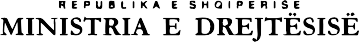 REPUBLIKA E SHQIPERISE
MINISTRIA E DREJTËSISË